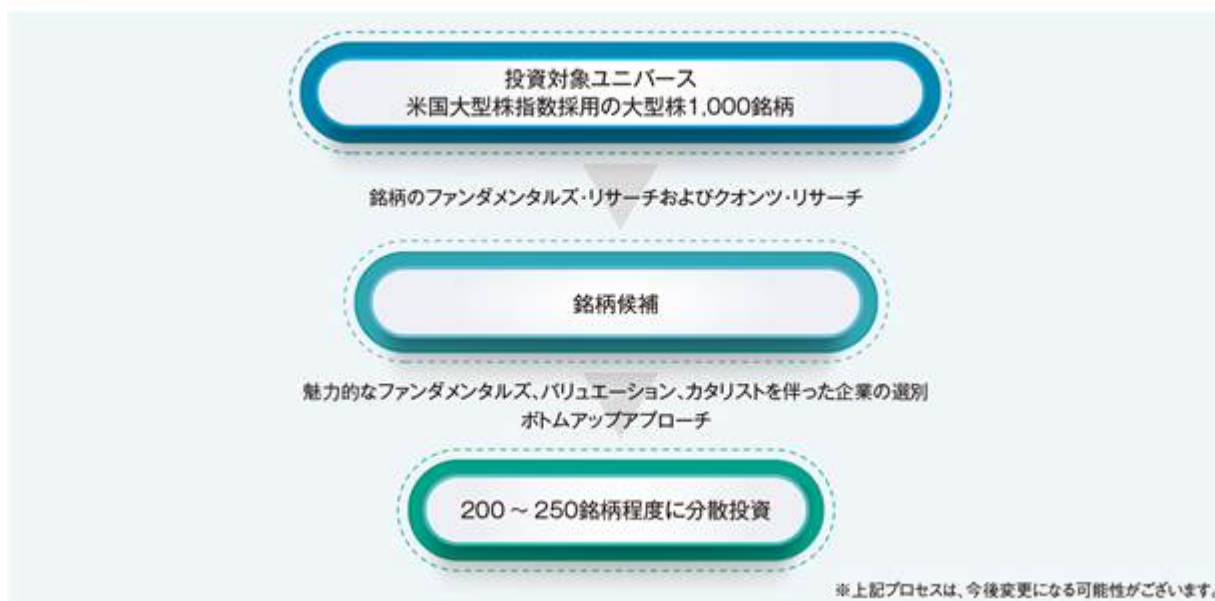 投資対象ユニバース
米国大型株指数採用の大型株1,000銘柄
銘柄のファンダメンタルズ・リサーチおよびクオンツ・リサーチ
銘柄候補
魅力的なファンダメンタルズ、バリュエーション、カタリストを伴った企業の選別
ボトムアップアプローチ
200 ～ 250銘柄程度に分散投資
※上記プロセスは、今後変更になる可能性がございます。